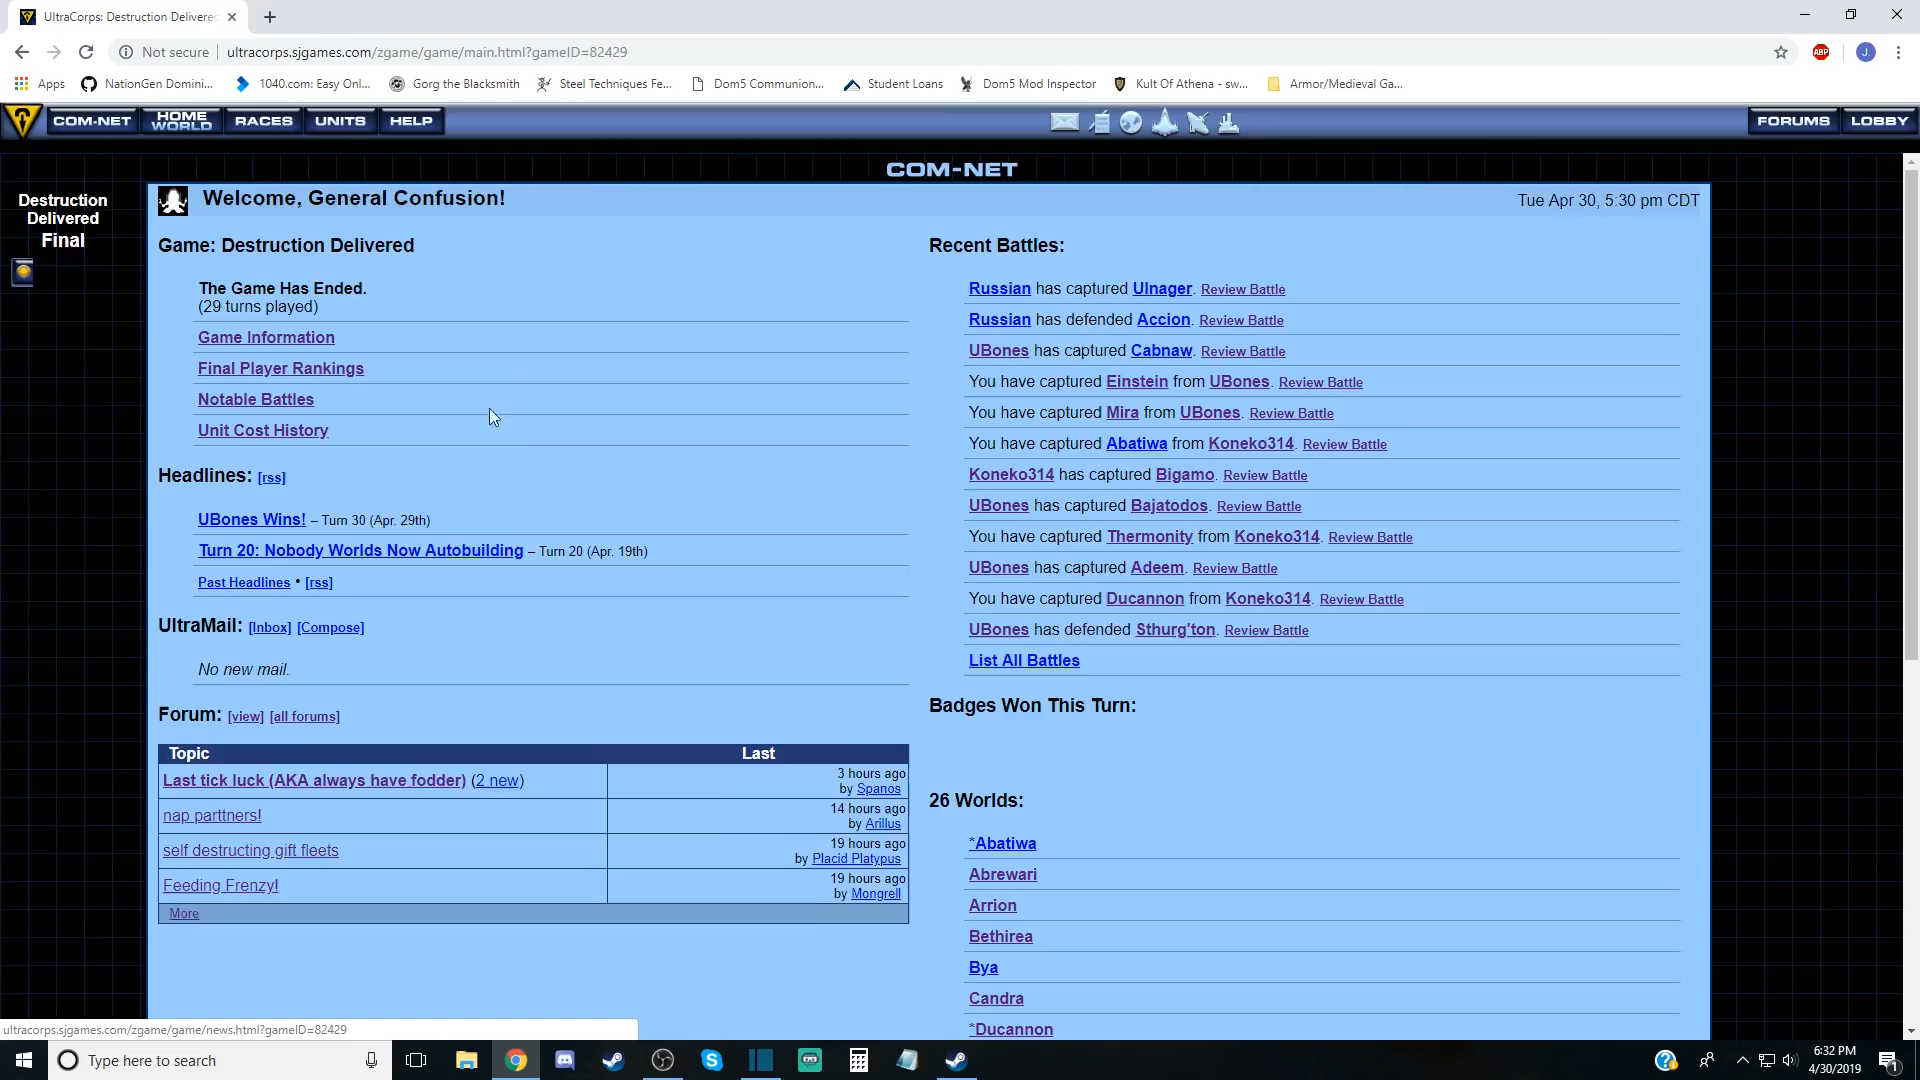 UltraCorps: Destruction Delivered
Not secure
ultracorps.sjgames.com/zgame/game/main.html?gameID=82429
ABP
J
Apps
NationGen Domini...
1040.com: Easy Onl...
Gorg the Blacksmith
Steel Techniques Fe...
Dom5 Communion...
Student Loans
Dom5 Mod Inspector
Kult Of Athena - sw...
Armor/Medieval Ga...
COM-NET
HOME
WORLD
RACES
UNITS
HELP
FORUMS
LOBBY
COM-NET
Destruction
Delivered
Final
Welcome, General Confusion!
Tue Apr 30, 5:30 pm CDT
Game: Destruction Delivered
The Game Has Ended.
(29 turns played)
Game Information
Final Player Rankings
Notable Battles
Unit Cost History
Headlines: [rss]
UBones Wins! – Turn 30 (Apr. 29th)
Turn 20: Nobody Worlds Now Autobuilding – Turn 20 (Apr. 19th)
Past Headlines • [rss]
UltraMail: [Inbox] [Compose]
No new mail.
Forum: [view] [all forums]
Topic Last
Last tick luck (AKA always have fodder) (2 new)
3 hours ago
by Spanos
nap parttners!
14 hours ago
by Arillus
self destructing gift fleets
19 hours ago
by Placid Platypus
Feeding Frenzy!
19 hours ago
by Mongrell
More
Recent Battles:
Russian has captured Ulnager. Review Battle
Russian has defended Accion. Review Battle
UBones has captured Cabnaw. Review Battle
You have captured Einstein from UBones. Review Battle
You have captured Mira from UBones. Review Battle
You have captured Abatiwa from Koneko314. Review Battle
Koneko314 has captured Bigamo. Review Battle
UBones has captured Bajatodos. Review Battle
You have captured Thermonity from Koneko314. Review Battle
UBones has captured Adeem. Review Battle
You have captured Ducannon from Koneko314. Review Battle
UBones has defended Sthurg'ton. Review Battle
List All Battles
Badges Won This Turn:
26 Worlds:
*Abatiwa
Abrewari
Arrion
Bethirea
Bya
Candra
*Ducannon
ultracorps.sjgames.com/zgame/game/news.html?gameID=82429
Type here to search
6:32 PM
4/30/2019
1